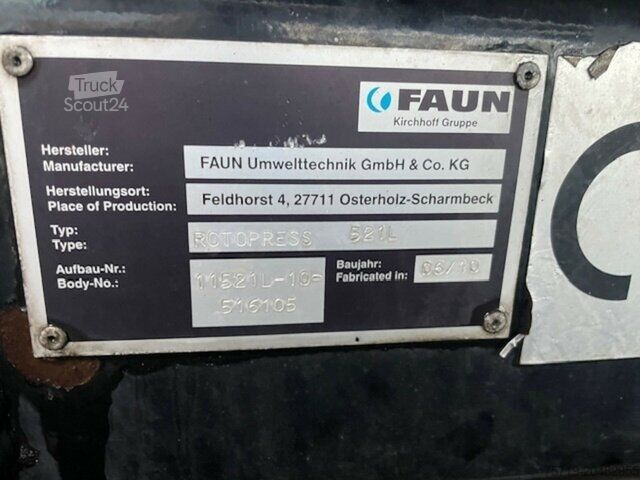 Truck
Scout24
FAUN
Kirchhoff Gruppe
Hersteller:
Manufacturer:
FAUN Umwelttechnik GmbH & Co. KG
Herstellungsort:
Place of Production:
Feldhorst 4, 27711 Osterholz-Scharmbeck
Typ:
Type:
ROTOPRESS 521L
Aufbau-Nr.:
Body-No.:
11521L-10-
516105
Baujahr:
Fabricated in:
06/10